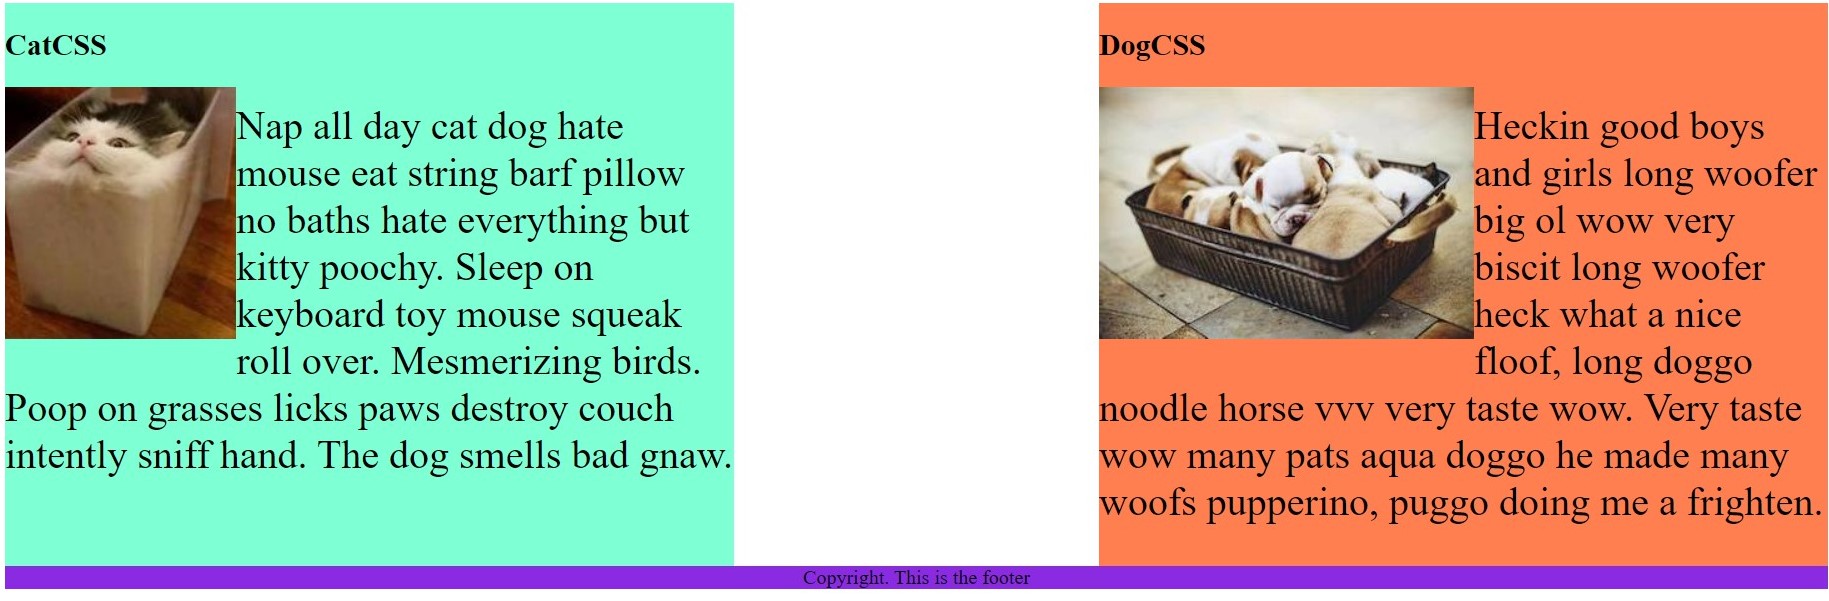 CatCSS
Nap all day cat dog hate
mouse eat string barf pillow
no baths hate everything but
kitty poochy. Sleep on
keyboard toy mouse squeak
roll over. Mesmerizing birds.
Poop on grasses licks paws destroy couch
intently sniff hand. The dog smells bad gnaw.
DogCSS
Heckin good boys
and girls long woofer
big ol wow very
biscit long woofer
heck what a nice
floof, long doggo
noodle horse vvv very taste wow. Very taste
wow many pats aqua doggo he made many
woofs pupperino, puggo doing me a frighten.
Copyright. This is the footer